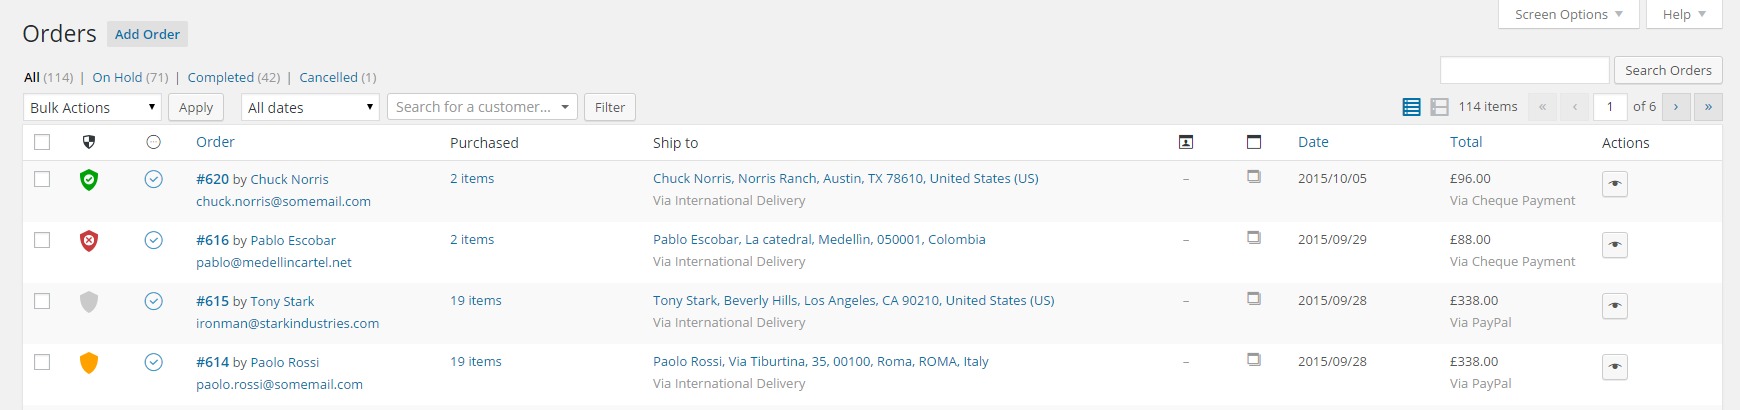 Screen Options Help
Orders Add Order
All (114) | On Hold (71) | Completed (42) | Cancelled (1)
Search Orders
Bulk Actions Apply All dates Search for a customer... Filter 114 items « ‹ 1 of 6 › »
Order Purchased Ship to Date Total Actions
#620 by Chuck Norris 2 items Chuck Norris, Norris Ranch, Austin, TX 78610, United States (US) – 2015/10/05 £96.00
chuck.norris@somemail.com Via International Delivery Via Cheque Payment
#616 by Pablo Escobar 2 items Pablo Escobar, La catedral, Medellìn, 050001, Colombia – 2015/09/29 £88.00
pablo@medellincartel.net Via International Delivery Via Cheque Payment
#615 by Tony Stark 19 items Tony Stark, Beverly Hills, Los Angeles, CA 90210, United States (US) – 2015/09/28 £338.00
ironman@starkindustries.com Via International Delivery Via PayPal
#614 by Paolo Rossi 19 items Paolo Rossi, Via Tiburtina, 35, 00100, Roma, ROMA, Italy – 2015/09/28 £338.00
paolo.rossi@somemail.com Via International Delivery Via PayPal